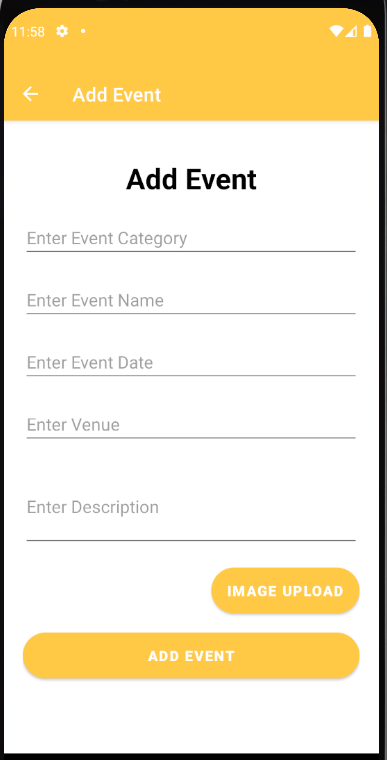 11:58
Add Event
Add Event
Enter Event Category
Enter Event Name
Enter Event Date
Enter Venue
Enter Description
IMAGE UPLOAD
ADD EVENT